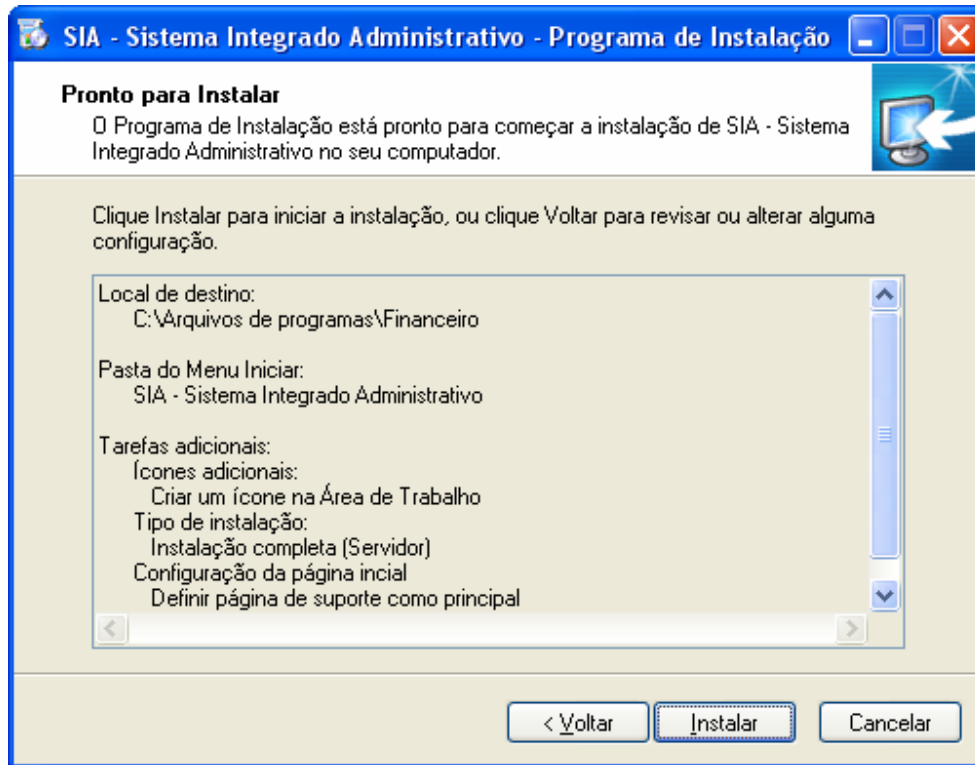 SIA - Sistema Integrado Administrativo - Programa de Instalação
Pronto para Instalar
O Programa de Instalação está pronto para começar a instalação de SIA - Sistema
Integrado Administrativo no seu computador.
Clique Instalar para iniciar a instalação, ou clique Voltar para revisar ou alterar alguma
configuração.
Local de destino:
C:\Arquivos de programas\Financeiro
Pasta do Menu Iniciar:
SIA - Sistema Integrado Administrativo
Tarefas adicionais:
Ícones adicionais:
Criar um ícone na Área de Trabalho
Tipo de instalação:
Instalação completa (Servidor)
Configuração da página incial
Definir página de suporte como principal
< Voltar
Instalar
Cancelar